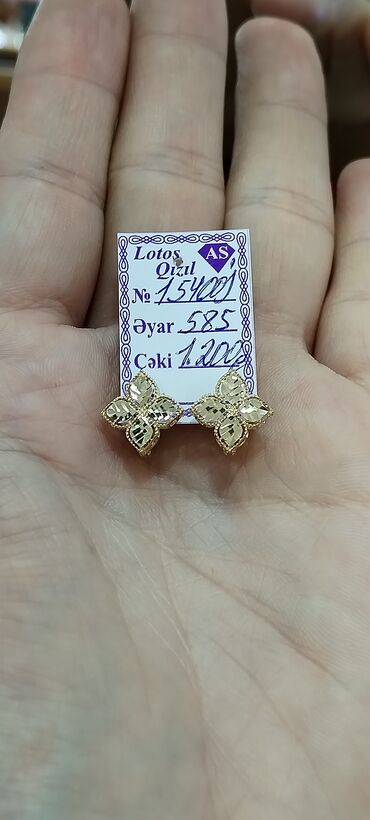 Lotos AS
Qızıl
№ 154001
Əyar 585
Çəki 1.200